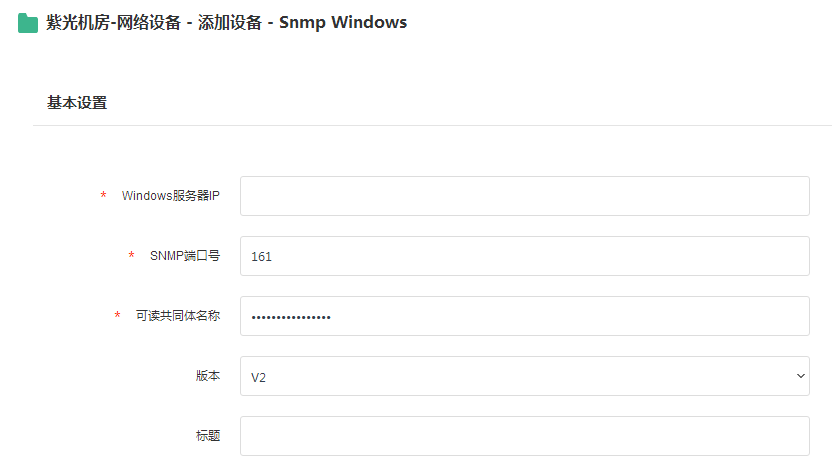 紫光机房-网络设备 - 添加设备 - Snmp Windows
基本设置
* Windows服务器IP
* SNMP端口号 161
* 可读共同体名称 ••••••••••••••••
版本 V2
标题